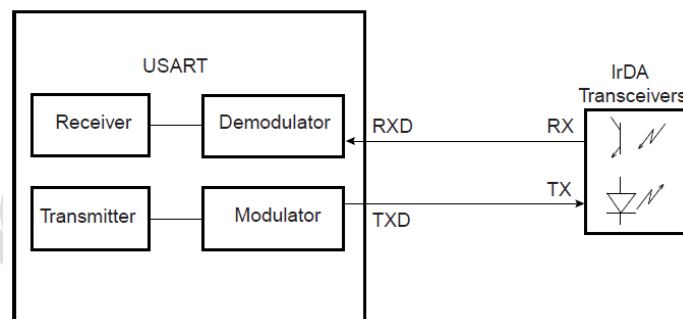 USART
IrDA
Transceivers
Receiver
Demodulator
RXD
RX
Transmitter
Modulator
TXD
TX